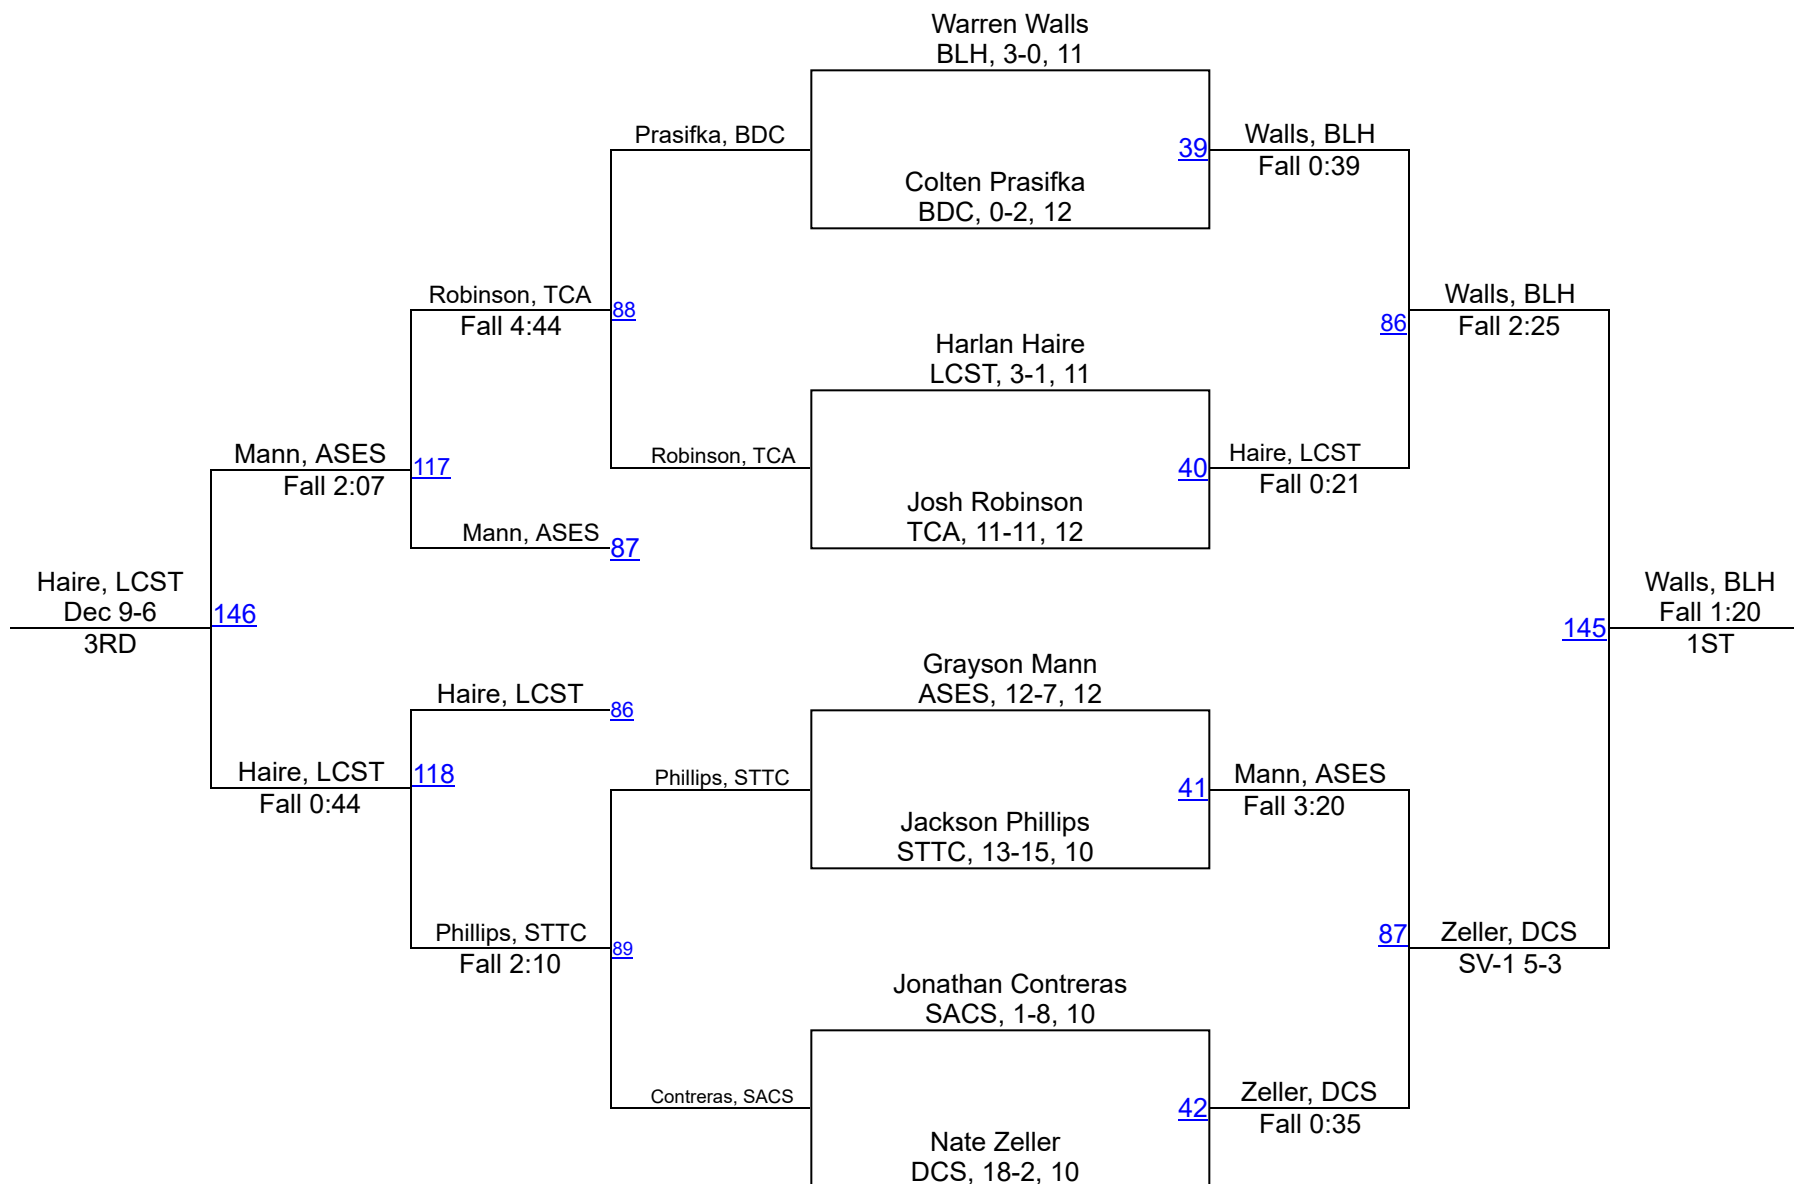 Warren Walls
BLH, 3-0, 11
Prasifka, BDC
39
Walls, BLH
Fall 0:39
Colten Prasifka
BDC, 0-2, 12
Robinson, TCA
Fall 4:44
88
Walls, BLH
Fall 2:25
86
Harlan Haire
LCST, 3-1, 11
Mann, ASES
Fall 2:07
117
Robinson, TCA
40
Haire, LCST
Fall 0:21
Josh Robinson
TCA, 11-11, 12
Mann, ASES
87
Haire, LCST
Dec 9-6
3RD
146
145
Walls, BLH
Fall 1:20
1ST
Grayson Mann
ASES, 12-7, 12
Haire, LCST
86
Haire, LCST
Fall 0:44
118
Phillips, STTC
41
Mann, ASES
Fall 3:20
Jackson Phillips
STTC, 13-15, 10
Phillips, STTC
Fall 2:10
89
87
Zeller, DCS
SV-1 5-3
Jonathan Contreras
SACS, 1-8, 10
Contreras, SACS
42
Zeller, DCS
Fall 0:35
Nate Zeller
DCS, 18-2, 10